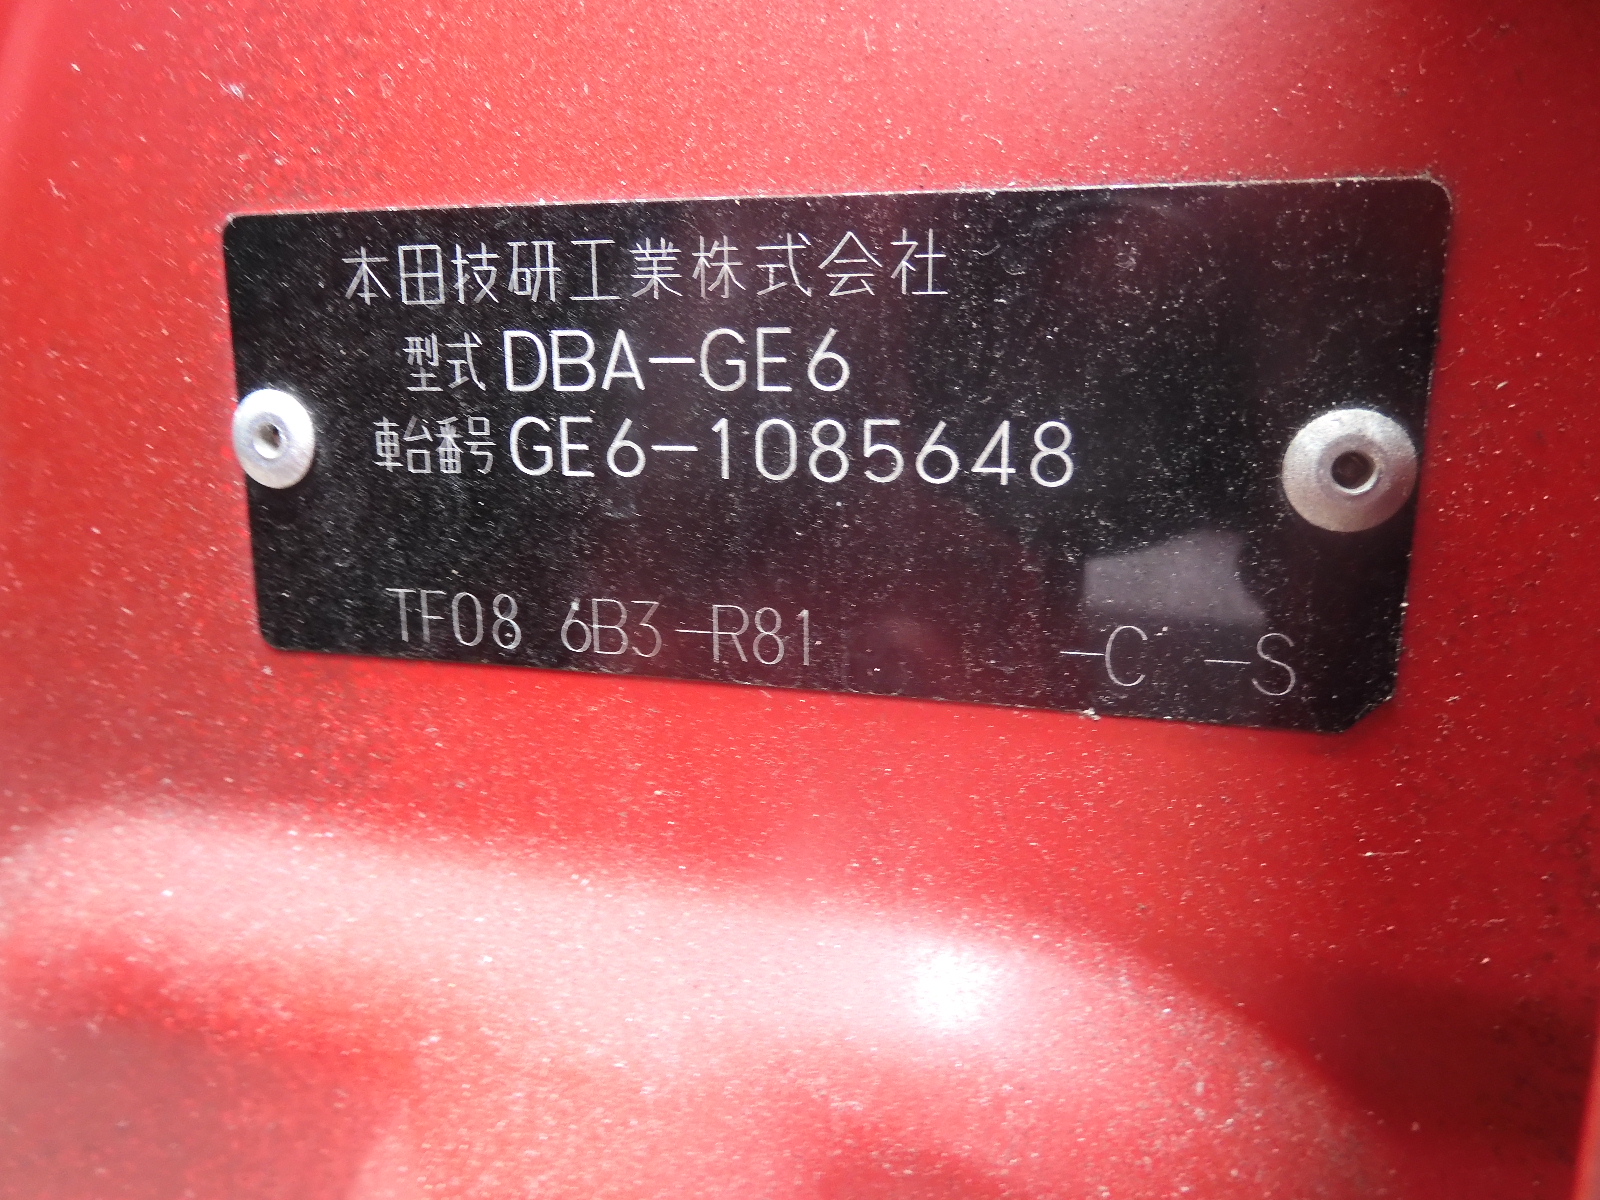 本田技研工業株式会社
型式 DBA-GE6
車台番号 GE6-1085648
TF08 6B3-R81 -C -S